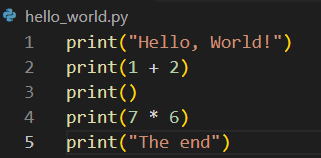 hello_world.py
1 print("Hello, World!")
2 print(1 + 2)
3 print()
4 print(7 * 6)
5 print("The end")